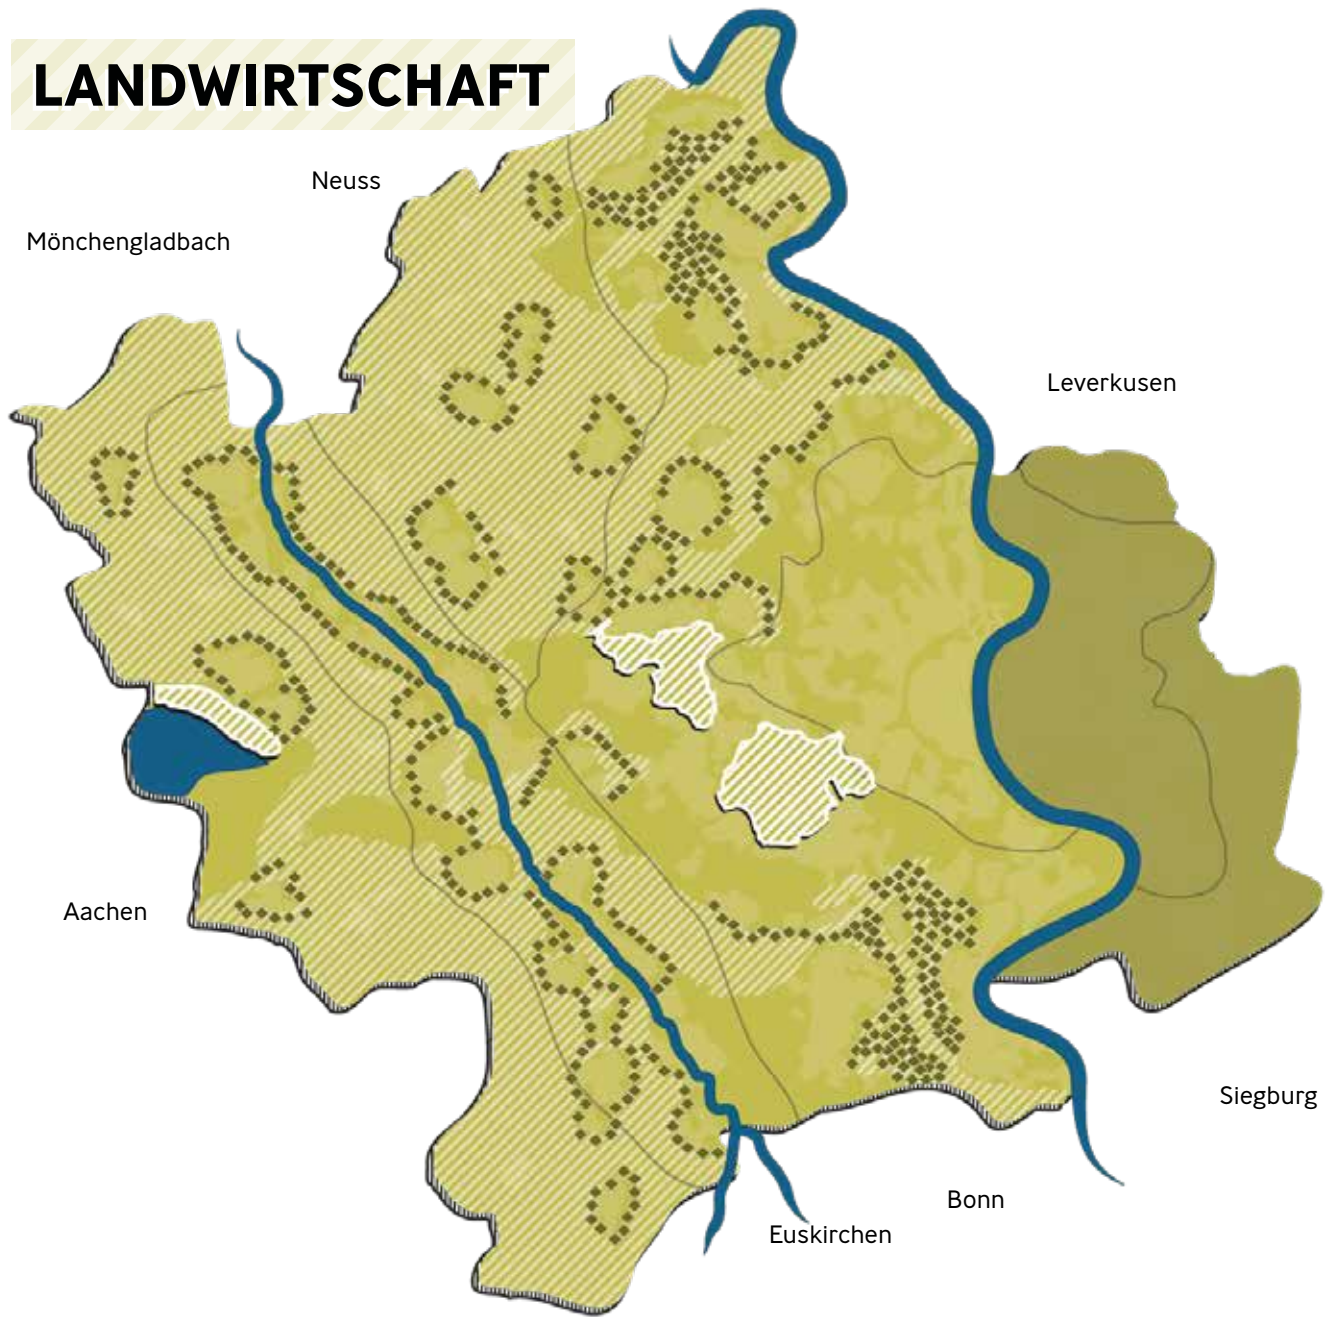 LANDWIRTSCHAFT
Neuss
Mönchengladbach
Leverkusen
Aachen
Siegburg
Bonn
Euskirchen